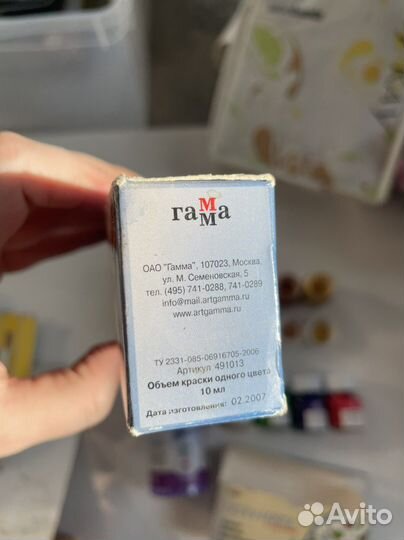 гамма
ОАО "Гамма", 107023, Москва,
ул. М. Семеновская, 5
тел. (495) 741-0288, 741-0289
info@mail.artgamma.ru
www.artgamma.ru
ТУ 2331-085-06916705-2006
Артикул 491013
Объем краски одного цвета
10 мл
Дата изготовления: 02.2007
Avito